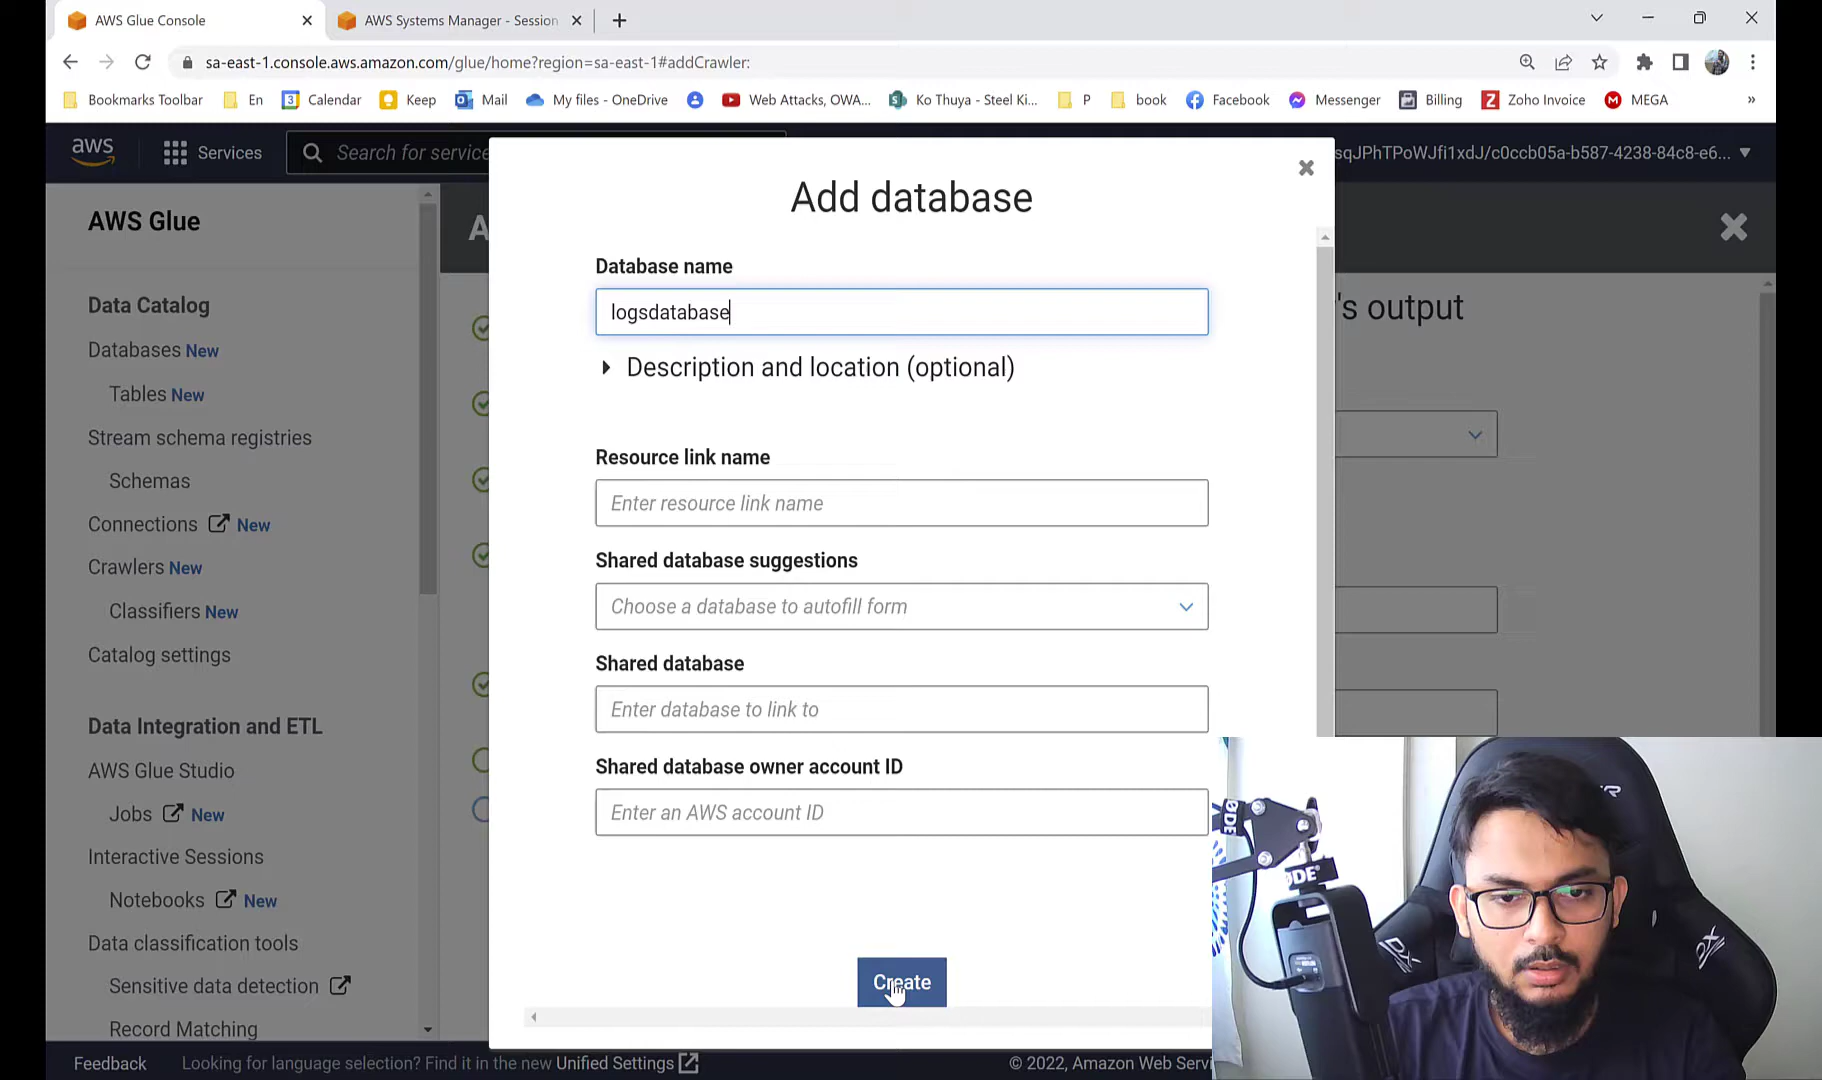 AWS Glue Console
AWS Systems Manager - Session
sa-east-1.console.aws.amazon.com/glue/home?region=sa-east-1#addCrawler:
Bookmarks Toolbar
En
Calendar
Keep
Mail
My files - OneDrive
Web Attacks, OWA...
Ko Thuya - Steel Ki...
P
book
Facebook
Messenger
Billing
Zoho Invoice
MEGA
»
aws
Services
Search for service
sqJPhTPoWJfi1xdJ/c0ccb05a-b587-4238-84c8-e6...
AWS Glue
Data Catalog
Databases New
Tables New
Stream schema registries
Schemas
Connections New
Crawlers New
Classifiers New
Catalog settings
Data Integration and ETL
AWS Glue Studio
Jobs New
Interactive Sessions
Notebooks New
Data classification tools
Sensitive data detection
Record Matching
A
's output
Add database
Database name
logsdatabase
Description and location (optional)
Resource link name
Enter resource link name
Shared database suggestions
Choose a database to autofill form
Shared database
Enter database to link to
Shared database owner account ID
Enter an AWS account ID
Create
Feedback
Looking for language selection? Find it in the new Unified Settings
© 2022, Amazon Web Servi